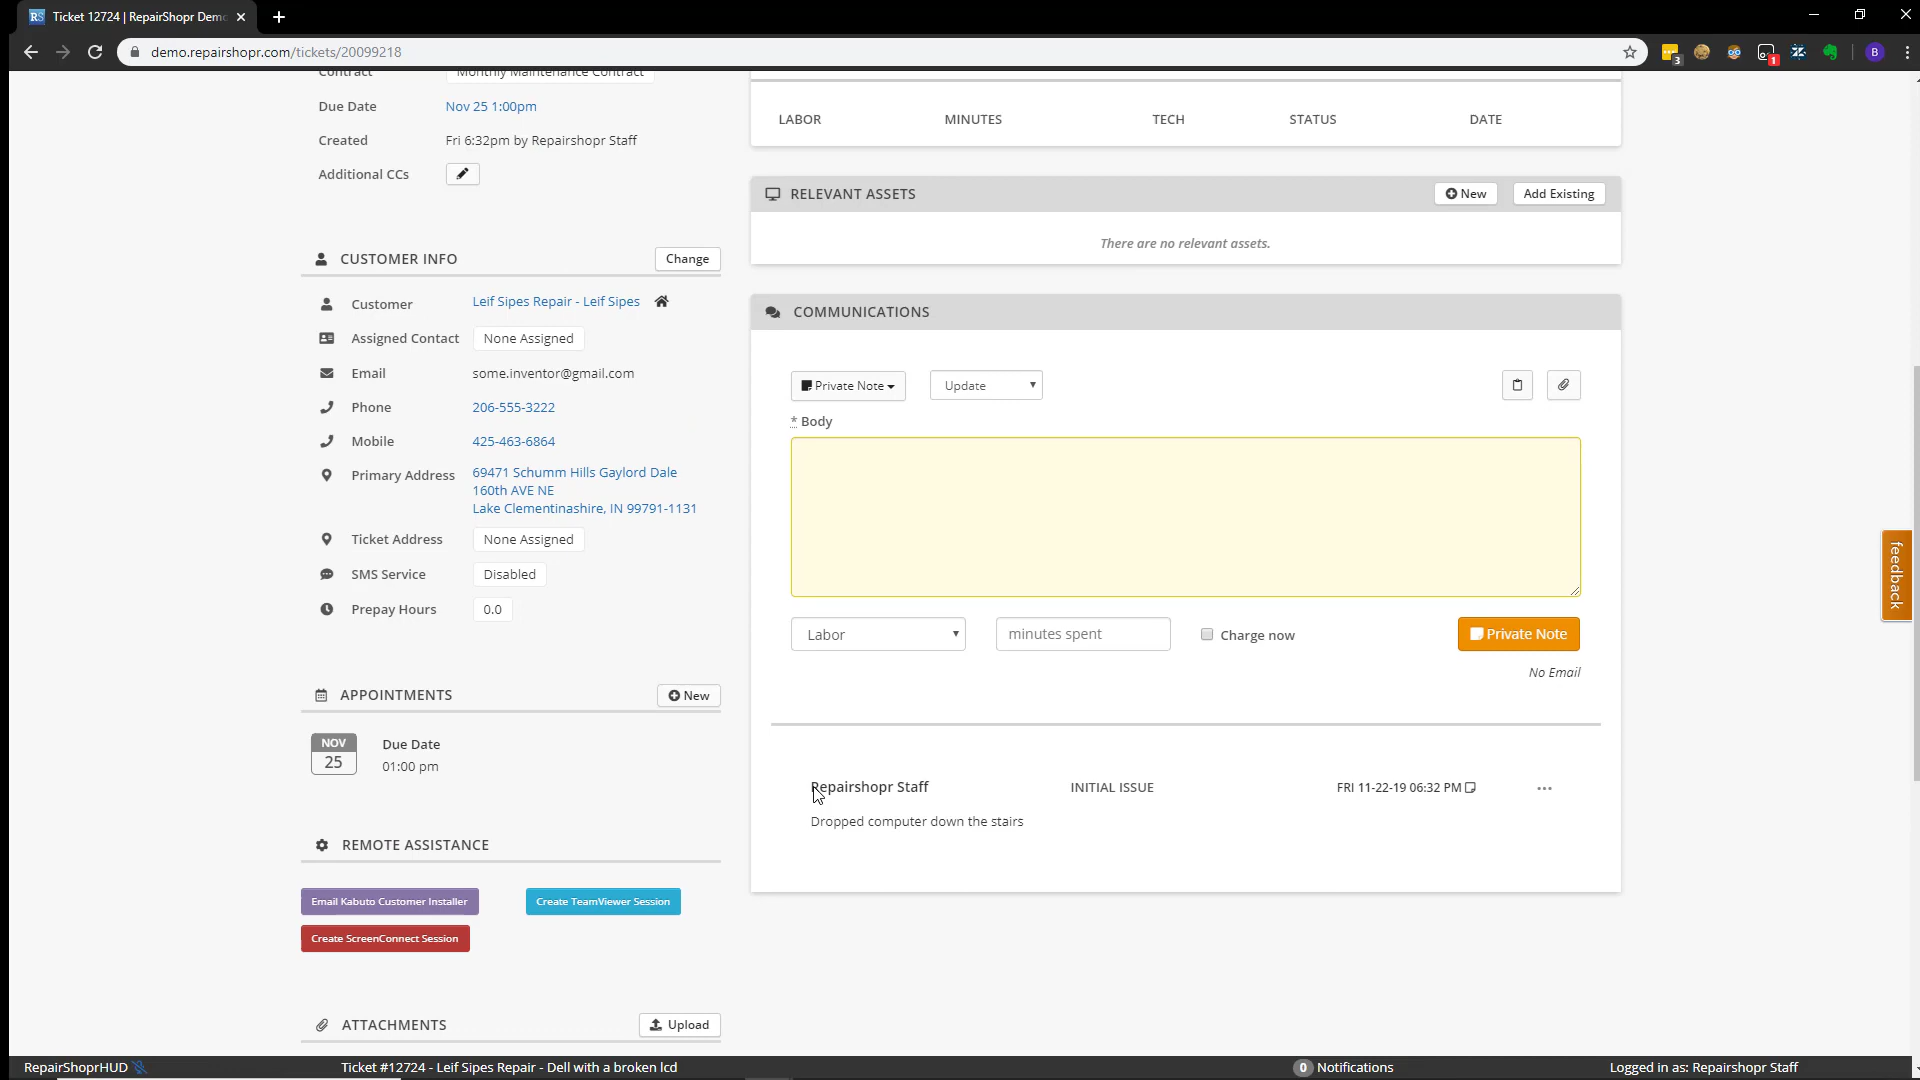 Ticket 12724 | RepairShopr Demo
demo.repairshopr.com/tickets/20099218
3
1
B
Contract Monthly Maintenance Contract
Due Date Nov 25 1:00pm
Created Fri 6:32pm by Repairshopr Staff
Additional CCs
CUSTOMER INFO Change
Customer Leif Sipes Repair - Leif Sipes
Assigned Contact None Assigned
Email some.inventor@gmail.com
Phone 206-555-3222
Mobile 425-463-6864
Primary Address 69471 Schumm Hills Gaylord Dale
160th AVE NE
Lake Clementinashire, IN 99791-1131
Ticket Address None Assigned
SMS Service Disabled
Prepay Hours 0.0
APPOINTMENTS New
NOV
25
Due Date
01:00 pm
REMOTE ASSISTANCE
Email Kabuto Customer Installer Create TeamViewer Session
Create ScreenConnect Session
ATTACHMENTS Upload
LABOR MINUTES TECH STATUS DATE
RELEVANT ASSETS New Add Existing
There are no relevant assets.
COMMUNICATIONS
Private Note Update
* Body
Labor minutes spent Charge now Private Note
No Email
Repairshopr Staff INITIAL ISSUE FRI 11-22-19 06:32 PM
Dropped computer down the stairs
feedback
RepairShoprHUD Ticket #12724 - Leif Sipes Repair - Dell with a broken lcd 0 Notifications Logged in as: Repairshopr Staff